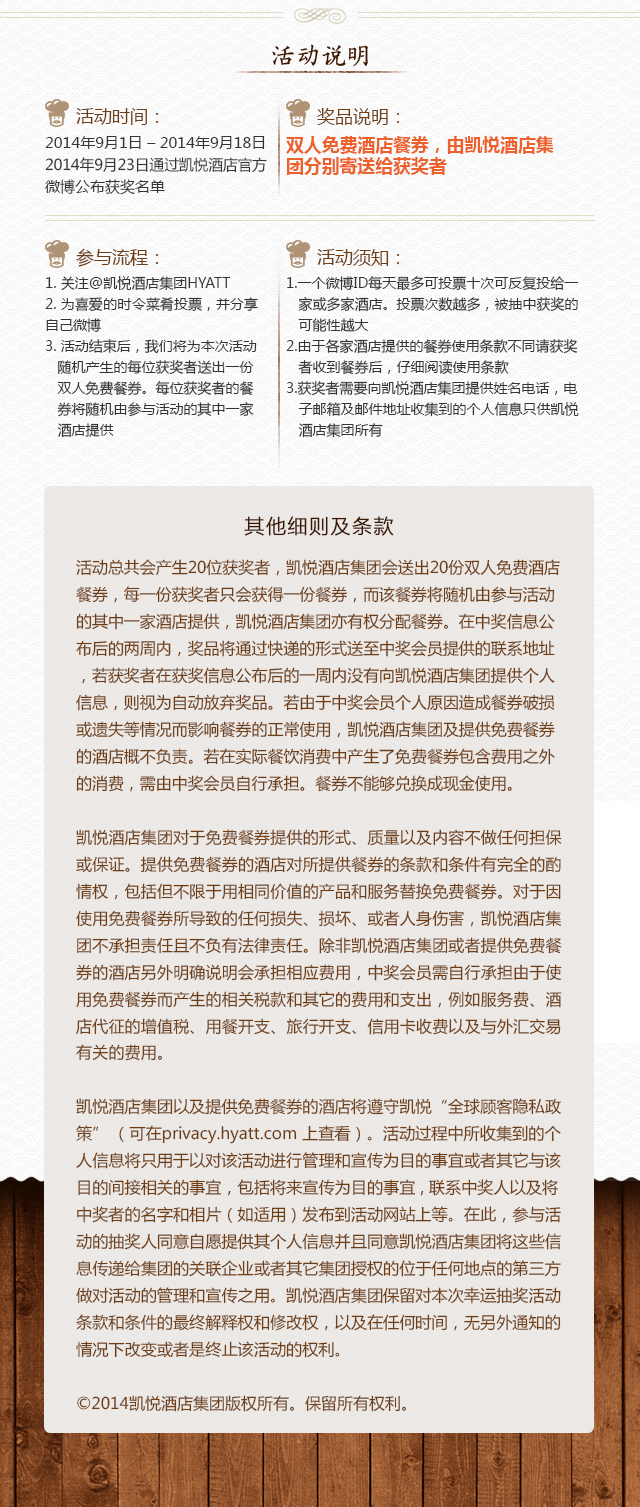 活动说明
活动时间：
2014年9月1日 – 2014年9月18日
2014年9月23日通过凯悦酒店官方
微博公布获奖名单
奖品说明：
双人免费酒店餐券，由凯悦酒店集
团分别寄送给获奖者
参与流程：
1. 关注@凯悦酒店集团HYATT
2. 为喜爱的时令菜肴投票，并分享
自己微博
3. 活动结束后，我们将为本次活动
随机产生的每位获奖者送出一份
双人免费餐券。每位获奖者的餐
券将随机由参与活动的其中一家
酒店提供
活动须知：
1.一个微博ID每天最多可投票十次可反复投给一
家或多家酒店。投票次数越多，被抽中获奖的
可能性越大
2.由于各家酒店提供的餐券使用条款不同请获奖
者收到餐券后，仔细阅读使用条款
3.获奖者需要向凯悦酒店集团提供姓名电话，电
子邮箱及邮件地址收集到的个人信息只供凯悦
酒店集团所有
其他细则及条款
活动总共会产生20位获奖者，凯悦酒店集团会送出20份双人免费酒店
餐券，每一份获奖者只会获得一份餐券，而该餐券将随机由参与活动
的其中一家酒店提供，凯悦酒店集团亦有权分配餐券。在中奖信息公
布后的两周内，奖品将通过快递的形式送至中奖会员提供的联系地址
，若获奖者在获奖信息公布后的一周内没有向凯悦酒店集团提供个人
信息，则视为自动放弃奖品。若由于中奖会员个人原因造成餐券破损
或遗失等情况而影响餐券的正常使用，凯悦酒店集团及提供免费餐券
的酒店概不负责。若在实际餐饮消费中产生了免费餐券包含费用之外
的消费，需由中奖会员自行承担。餐券不能够兑换成现金使用。
凯悦酒店集团对于免费餐券提供的形式、质量以及内容不做任何担保
或保证。提供免费餐券的酒店对所提供餐券的条款和条件有完全的酌
情权，包括但不限于用相同价值的产品和服务替换免费餐券。对于因
使用免费餐券所导致的任何损失、损坏、或者人身伤害，凯悦酒店集
团不承担责任且不负有法律责任。除非凯悦酒店集团或者提供免费餐
券的酒店另外明确说明会承担相应费用，中奖会员需自行承担由于使
用免费餐券而产生的相关税款和其它的费用和支出，例如服务费、酒
店代征的增值税、用餐开支、旅行开支、信用卡收费以及与外汇交易
有关的费用。
凯悦酒店集团以及提供免费餐券的酒店将遵守凯悦“全球顾客隐私政
策”（可在privacy.hyatt.com 上查看）。活动过程中所收集到的个
人信息将只用于以对该活动进行管理和宣传为目的事宜或者其它与该
目的间接相关的事宜，包括将来宣传为目的事宜，联系中奖人以及将
中奖者的名字和相片（如适用）发布到活动网站上等。在此，参与活
动的抽奖人同意自愿提供其个人信息并且同意凯悦酒店集团将这些信
息传递给集团的关联企业或者其它集团授权的位于任何地点的第三方
做对活动的管理和宣传之用。凯悦酒店集团保留对本次幸运抽奖活动
条款和条件的最终解释权和修改权，以及在任何时间，无另外通知的
情况下改变或者是终止该活动的权利。
©2014凯悦酒店集团版权所有。保留所有权利。